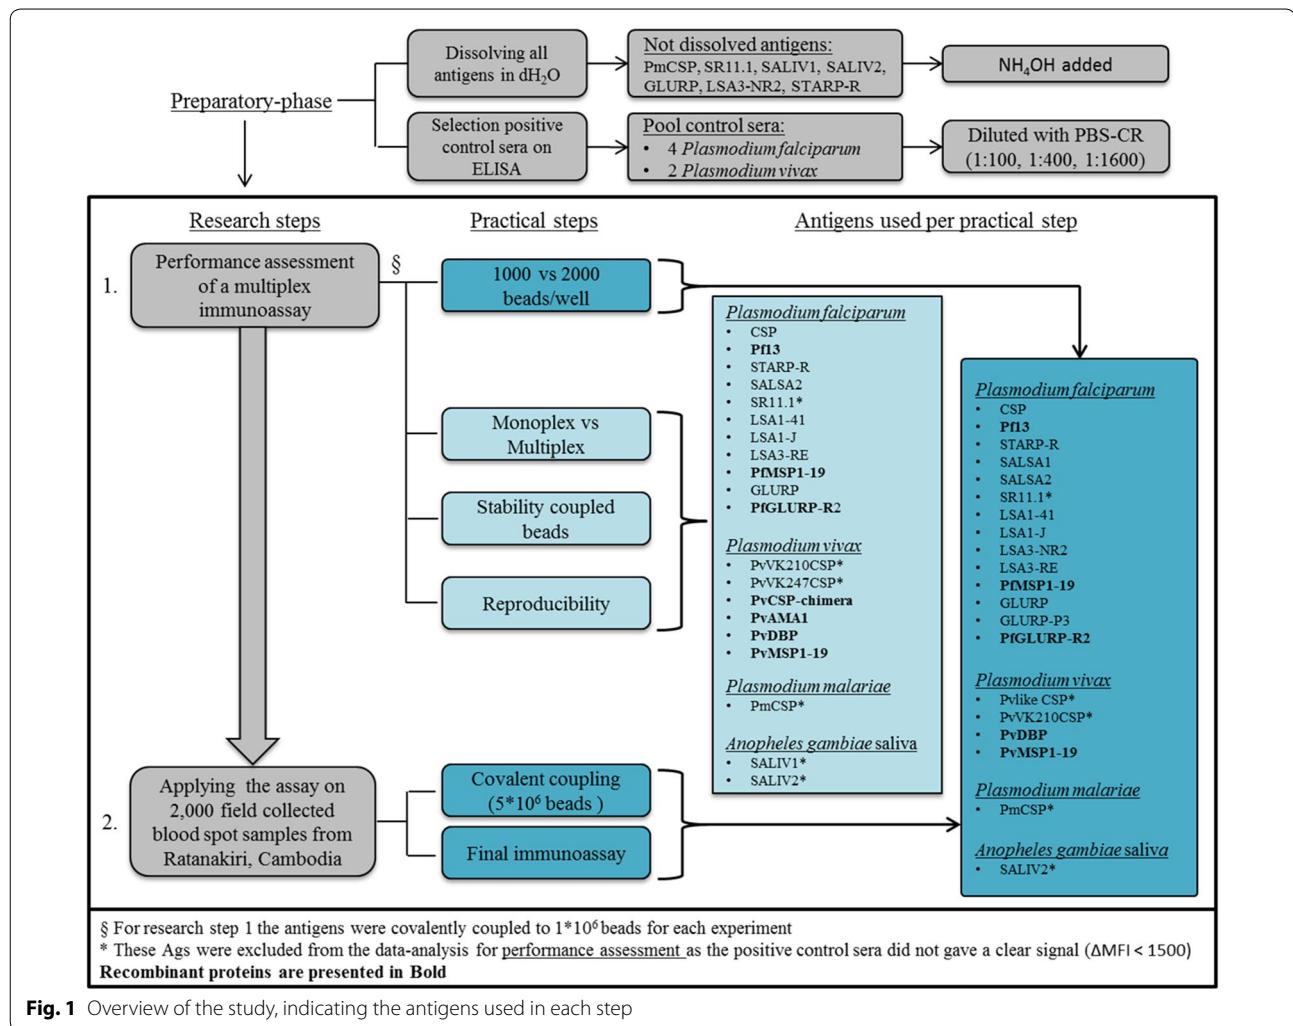 Dissolving all
antigens in dH₂O
Not dissolved antigens:
PmCSP, SR11.1, SALIV1, SALIV2,
GLURP, LSA3-NR2, STARP-R
NH₄OH added
Preparatory-phase
Selection positive
control sera on
ELISA
Pool control sera:
• 4 Plasmodium falciparum
• 2 Plasmodium vivax
Diluted with PBS-CR
(1:100, 1:400, 1:1600)
Research steps
Practical steps
Antigens used per practical step
1.
Performance assessment
of a multiplex
immunoassay
§
1000 vs 2000
beads/well
Monoplex vs
Multiplex
Stability coupled
beads
Reproducibility
Plasmodium falciparum
• CSP
• Pf13
• STARP-R
• SALSA2
• SR11.1*
• LSA1-41
• LSA1-J
• LSA3-RE
• PfMSP1-19
• GLURP
• PfGLURP-R2
Plasmodium vivax
• PvVK210CSP*
• PvVK247CSP*
• PvCSP-chimera
• PvAMA1
• PvDBP
• PvMSP1-19
Plasmodium malariae
• PmCSP*
Anopheles gambiae saliva
• SALIV1*
• SALIV2*
Plasmodium falciparum
• CSP
• Pf13
• STARP-R
• SALSA1
• SALSA2
• SR11.1*
• LSA1-41
• LSA1-J
• LSA3-NR2
• LSA3-RE
• PfMSP1-19
• GLURP
• GLURP-P3
• PfGLURP-R2
Plasmodium vivax
• Pvlike CSP*
• PvVK210CSP*
• PvDBP
• PvMSP1-19
Plasmodium malariae
• PmCSP*
Anopheles gambiae saliva
• SALIV2*
2.
Applying the assay on
2,000 field collected
blood spot samples from
Ratanakiri, Cambodia
Covalent coupling
(5*10⁶ beads )
Final immunoassay
§ For research step 1 the antigens were covalently coupled to 1*10⁶ beads for each experiment
* These Ags were excluded from the data-analysis for performance assessment as the positive control sera did not gave a clear signal (ΔMFI < 1500)
Recombinant proteins are presented in Bold
Fig. 1 Overview of the study, indicating the antigens used in each step